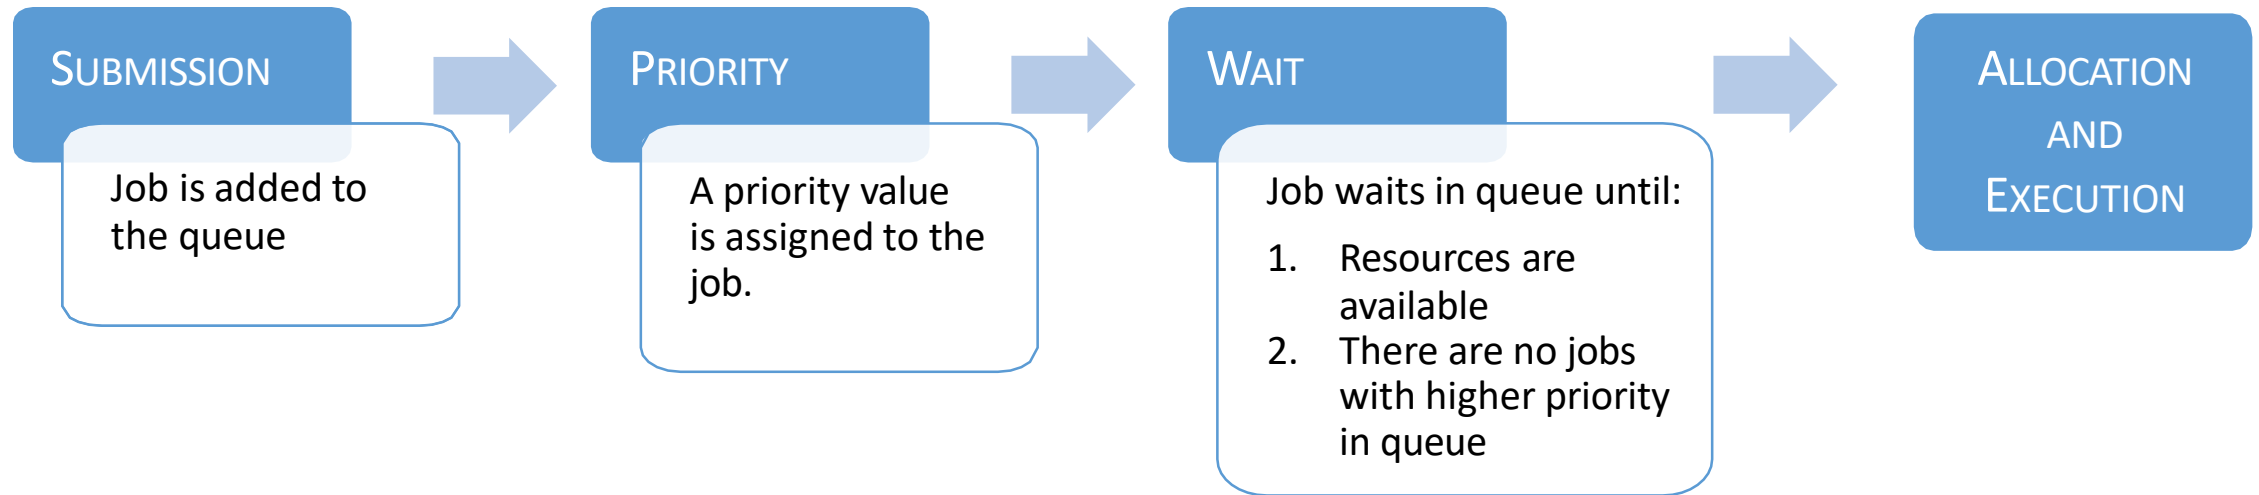 SUBMISSION
Job is added to
the queue
PRIORITY
A priority value
is assigned to the
job.
WAIT
Job waits in queue until:
1. Resources are
available
2. There are no jobs
with higher priority
in queue
ALLOCATION
AND
EXECUTION